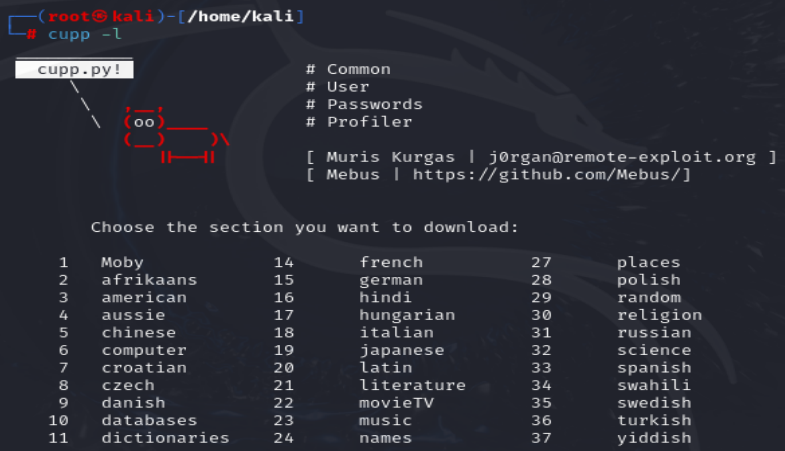 (root㉿kali)-[/home/kali]
# cupp -l
cupp.py! # Common
# User
# Passwords
(oo) # Profiler
[ Muris Kurgas | j0rgan@remote-exploit.org ]
[ Mebus | https://github.com/Mebus/]
Choose the section you want to download:
1 Moby 14 french 27 places
2 afrikaans 15 german 28 polish
3 american 16 hindi 29 random
4 aussie 17 hungarian 30 religion
5 chinese 18 italian 31 russian
6 computer 19 japanese 32 science
7 croatian 20 latin 33 spanish
8 czech 21 literature 34 swahili
9 danish 22 movieTV 35 swedish
10 databases 23 music 36 turkish
11 dictionaries 24 names 37 yiddish